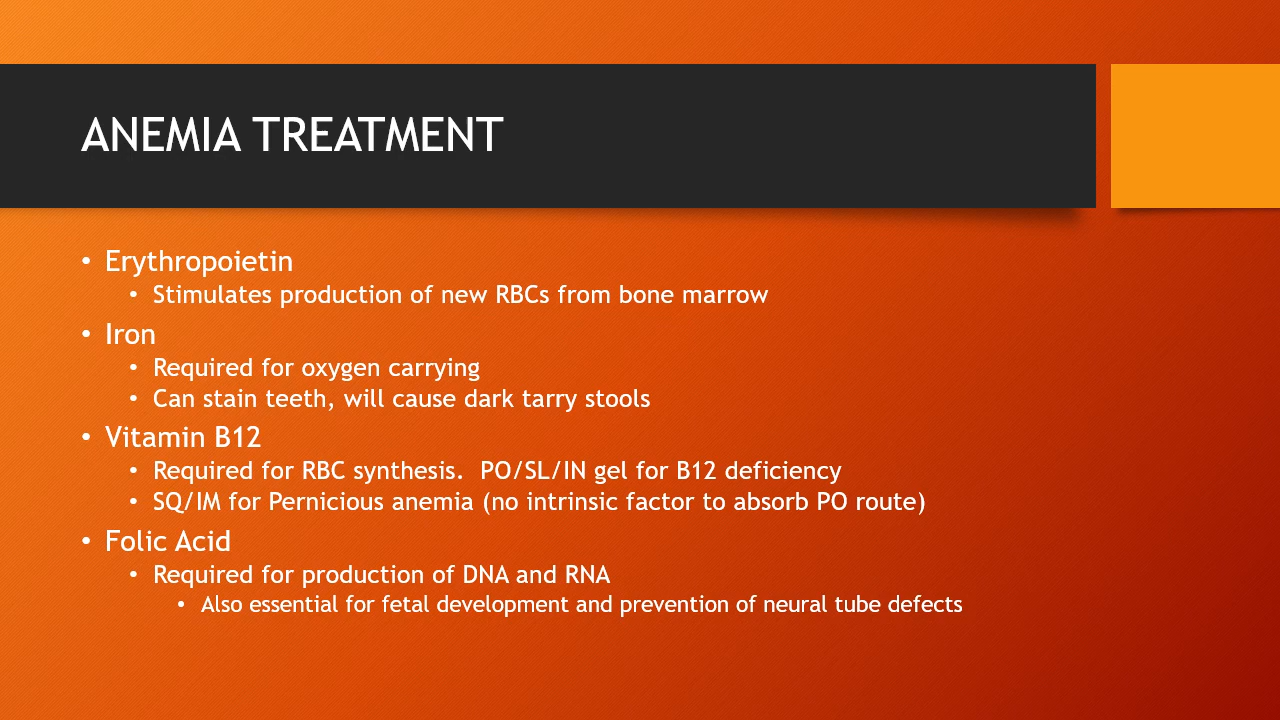 ANEMIA TREATMENT
• Erythropoietin
• Stimulates production of new RBCs from bone marrow
• Iron
• Required for oxygen carrying
• Can stain teeth, will cause dark tarry stools
• Vitamin B12
• Required for RBC synthesis.  PO/SL/IN gel for B12 deficiency
• SQ/IM for Pernicious anemia (no intrinsic factor to absorb PO route)
• Folic Acid
• Required for production of DNA and RNA
• Also essential for fetal development and prevention of neural tube defects